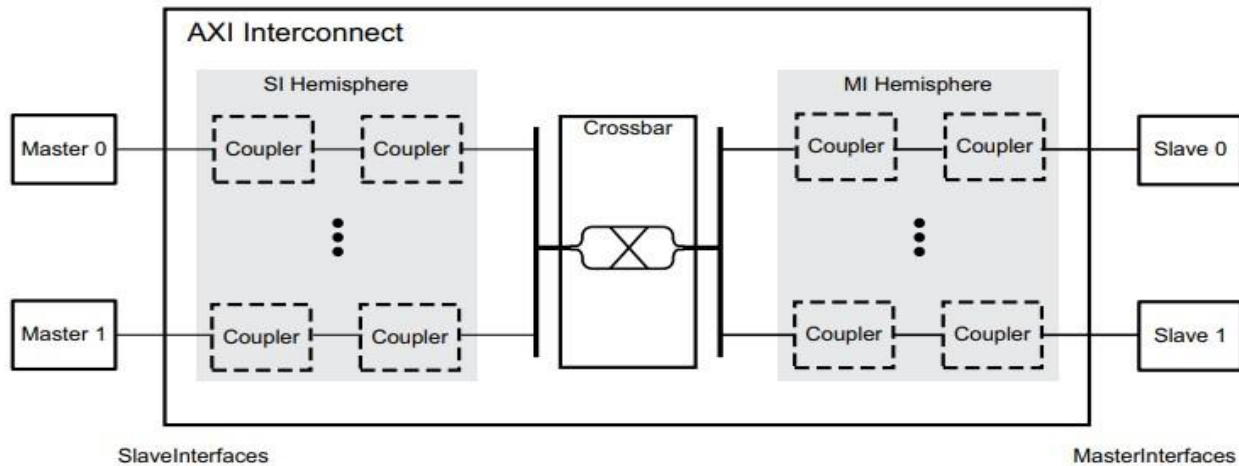 AXI Interconnect
SI Hemisphere
MI Hemisphere
Master 0
Coupler
Coupler
Crossbar
Coupler
Coupler
Slave 0
Master 1
Coupler
Coupler
Coupler
Coupler
Slave 1
SlaveInterfaces
MasterInterfaces